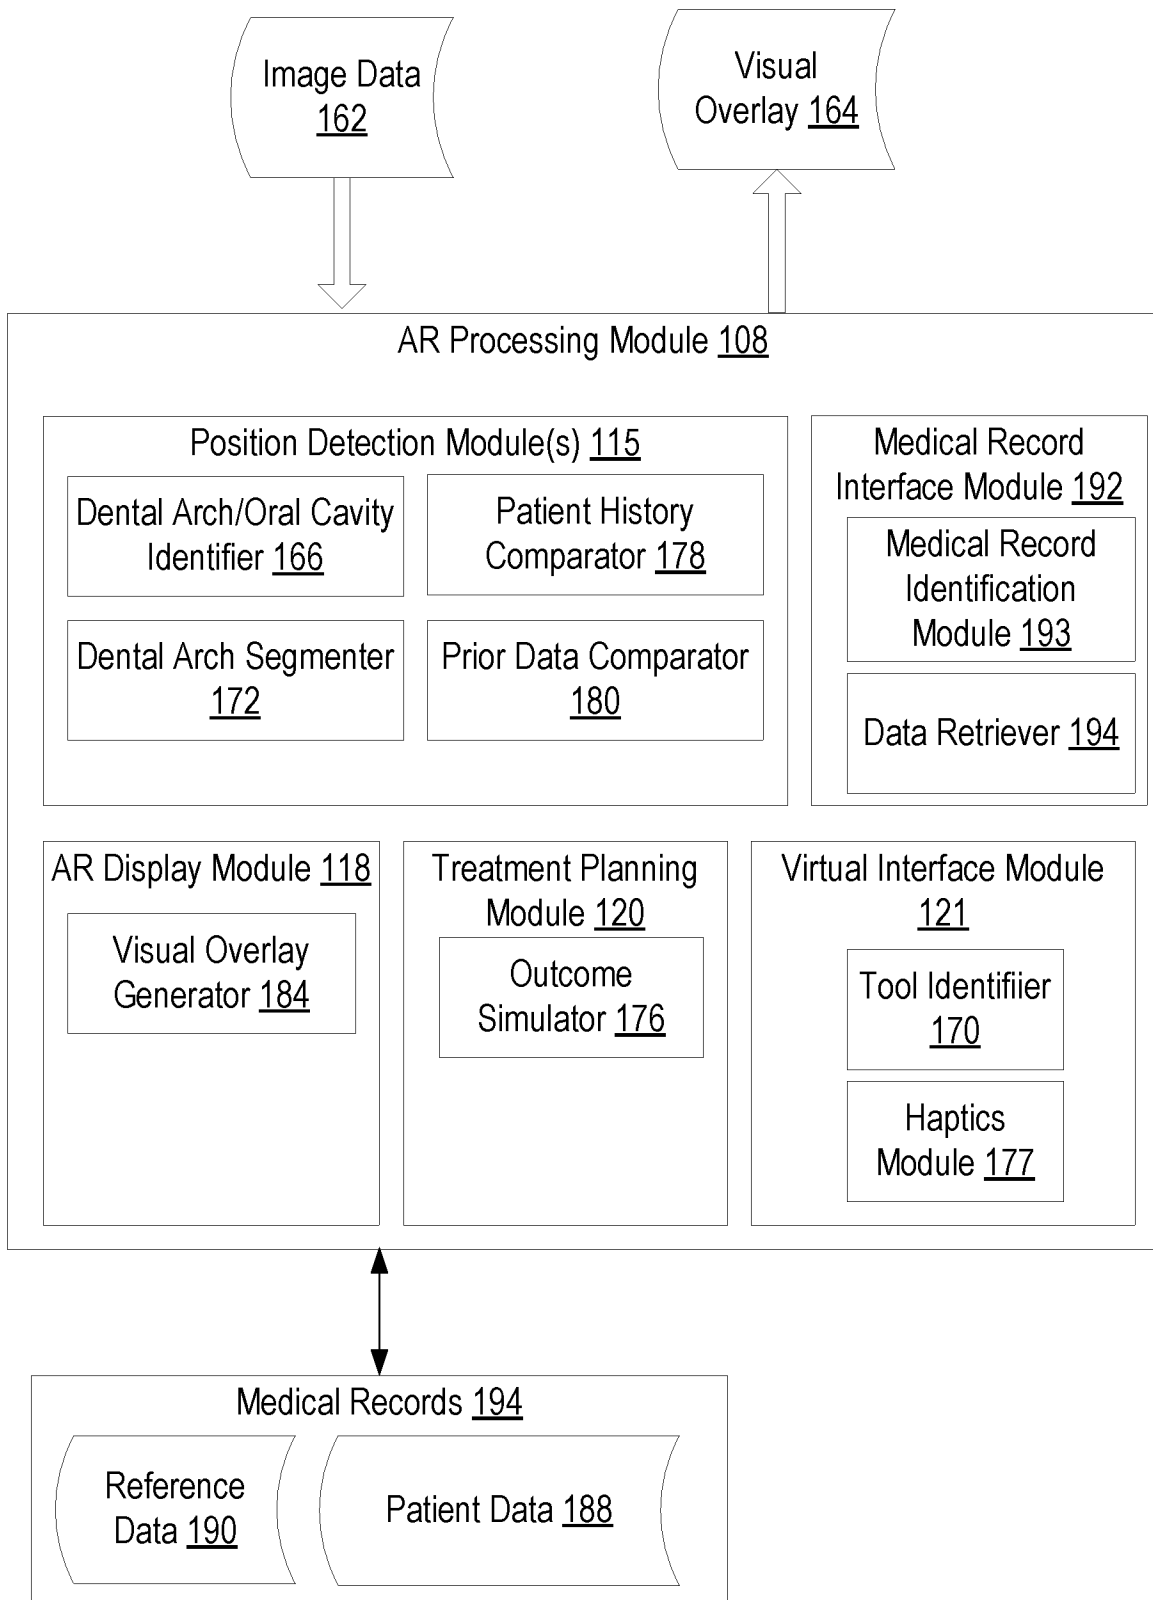 Image Data
162
Visual
Overlay 164
AR Processing Module 108
Position Detection Module(s) 115
Dental Arch/Oral Cavity
Identifier 166
Patient History
Comparator 178
Dental Arch Segmenter
172
Prior Data Comparator
180
Medical Record
Interface Module 192
Medical Record
Identification
Module 193
Data Retriever 194
AR Display Module 118
Visual Overlay
Generator 184
Treatment Planning
Module 120
Outcome
Simulator 176
Virtual Interface Module
121
Tool Identifiier
170
Haptics
Module 177
Medical Records 194
Reference
Data 190
Patient Data 188